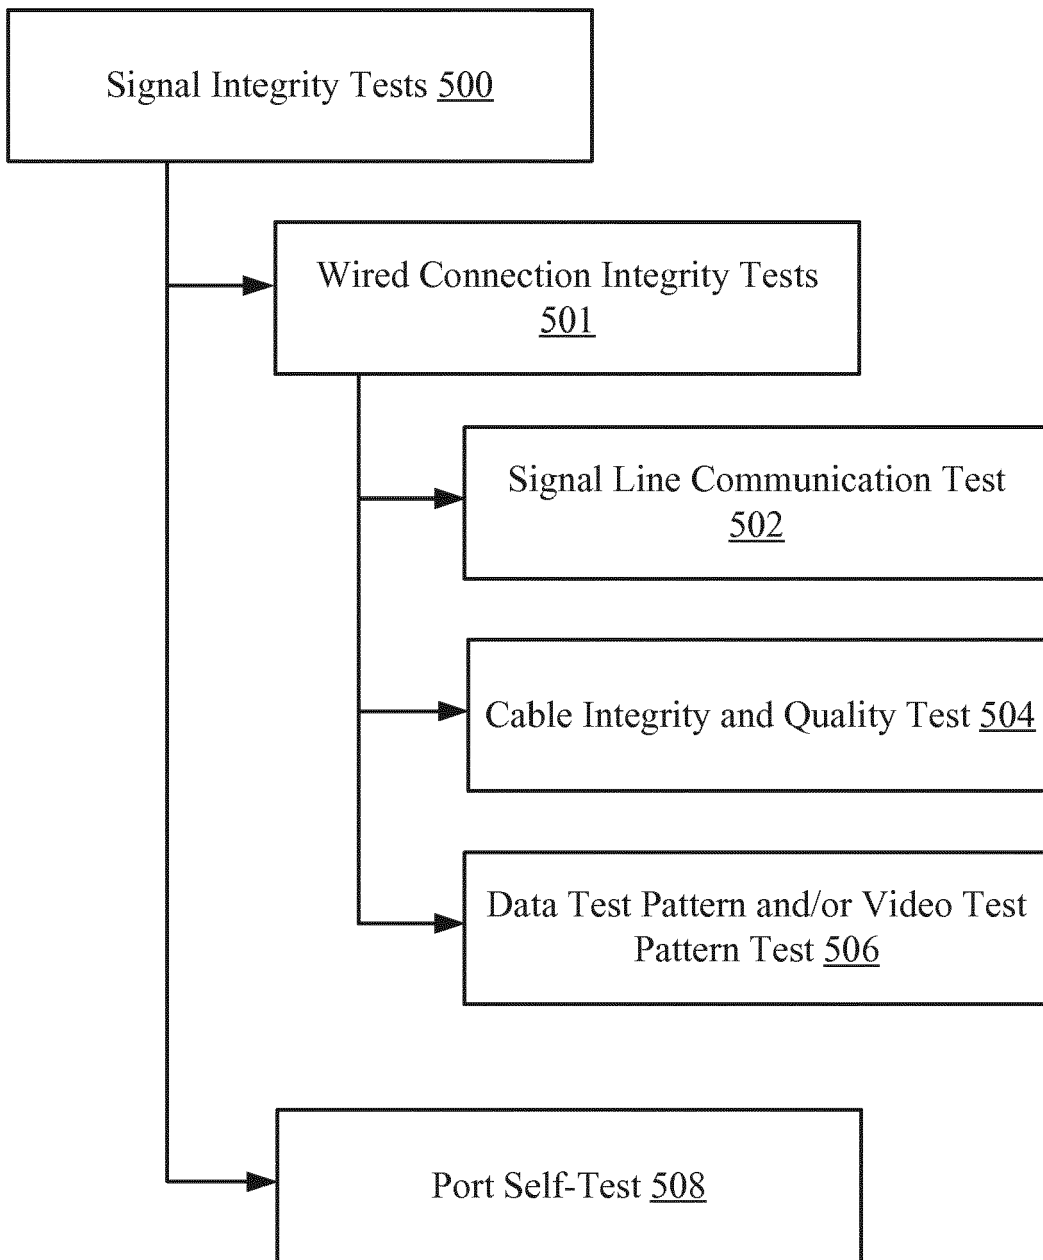 Signal Integrity Tests 500
Wired Connection Integrity Tests
501
Signal Line Communication Test
502
Cable Integrity and Quality Test 504
Data Test Pattern and/or Video Test
Pattern Test 506
Port Self-Test 508